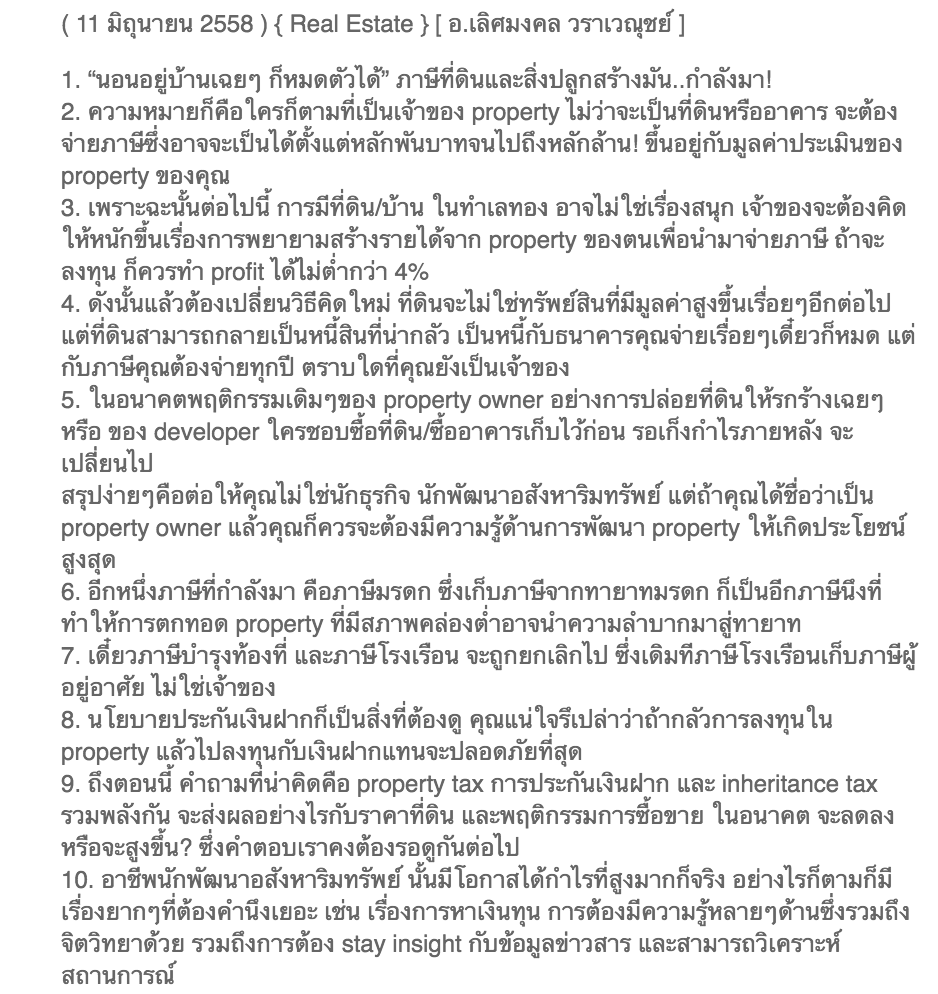 ( 11 มิถุนายน 2558 ) { Real Estate } [ อ.เลิศมงคล วราเวณุชย์ ]
1. “นอนอยู่บ้านเฉยๆ ก็หมดตัวได้” ภาษีที่ดินและสิ่งปลูกสร้างมัน..กำลังมา!
2. ความหมายก็คือใครก็ตามที่เป็นเจ้าของ property ไม่ว่าจะเป็นที่ดินหรืออาคาร จะต้อง
จ่ายภาษีซึ่งอาจจะเป็นได้ตั้งแต่หลักพันบาทจนไปถึงหลักล้าน! ขึ้นอยู่กับมูลค่าประเมินของ
property ของคุณ
3. เพราะฉะนั้นต่อไปนี้ การมีที่ดิน/บ้าน ในทำเลทอง อาจไม่ใช่เรื่องสนุก เจ้าของจะต้องคิด
ให้หนักขึ้นเรื่องการพยายามสร้างรายได้จาก property ของตนเพื่อนำมาจ่ายภาษี ถ้าจะ
ลงทุน ก็ควรทำ profit ได้ไม่ต่ำกว่า 4%
4. ดังนั้นแล้วต้องเปลี่ยนวิธีคิดใหม่ ที่ดินจะไม่ใช่ทรัพย์สินที่มีมูลค่าสูงขึ้นเรื่อยๆอีกต่อไป
แต่ที่ดินสามารถกลายเป็นหนี้สินที่น่ากลัว เป็นหนี้กับธนาคารคุณจ่ายเรื่อยๆเดี๋ยวก็หมด แต่
กับภาษีคุณต้องจ่ายทุกปี ตราบใดที่คุณยังเป็นเจ้าของ
5. ในอนาคตพฤติกรรมเดิมๆของ property owner อย่างการปล่อยที่ดินให้รกร้างเฉยๆ
หรือ ของ developer ใครชอบซื้อที่ดิน/ซื้ออาคารเก็บไว้ก่อน รอเก็งกำไรภายหลัง จะ
เปลี่ยนไป
สรุปง่ายๆคือต่อให้คุณไม่ใช่นักธุรกิจ นักพัฒนาอสังหาริมทรัพย์ แต่ถ้าคุณได้ชื่อว่าเป็น
property owner แล้วคุณก็ควรจะต้องมีความรู้ด้านการพัฒนา property ให้เกิดประโยชน์
สูงสุด
6. อีกหนึ่งภาษีที่กำลังมา คือภาษีมรดก ซึ่งเก็บภาษีจากทายาทมรดก ก็เป็นอีกภาษีนึงที่
ทำให้การตกทอด property ที่มีสภาพคล่องต่ำอาจนำความลำบากมาสู่ทายาท
7. เดี๋ยวภาษีบำรุงท้องที่ และภาษีโรงเรือน จะถูกยกเลิกไป ซึ่งเดิมทีภาษีโรงเรือนเก็บภาษีผู้
อยู่อาศัย ไม่ใช่เจ้าของ
8. นโยบายประกันเงินฝากก็เป็นสิ่งที่ต้องดู คุณแน่ใจรึเปล่าว่าถ้ากลัวการลงทุนใน
property แล้วไปลงทุนกับเงินฝากแทนจะปลอดภัยที่สุด
9. ถึงตอนนี้ คำถามที่น่าคิดคือ property tax การประกันเงินฝาก และ inheritance tax
รวมพลังกัน จะส่งผลอย่างไรกับราคาที่ดิน และพฤติกรรมการซื้อขาย ในอนาคต จะลดลง
หรือจะสูงขึ้น? ซึ่งคำตอบเราคงต้องรอดูกันต่อไป
10. อาชีพนักพัฒนาอสังหาริมทรัพย์ นั้นมีโอกาสได้กำไรที่สูงมากก็จริง อย่างไรก็ตามก็มี
เรื่องยากๆที่ต้องคำนึงเยอะ เช่น เรื่องการหาเงินทุน การต้องมีความรู้หลายๆด้านซึ่งรวมถึง
จิตวิทยาด้วย รวมถึงการต้อง stay insight กับข้อมูลข่าวสาร และสามารถวิเคราะห์
สถานการณ์